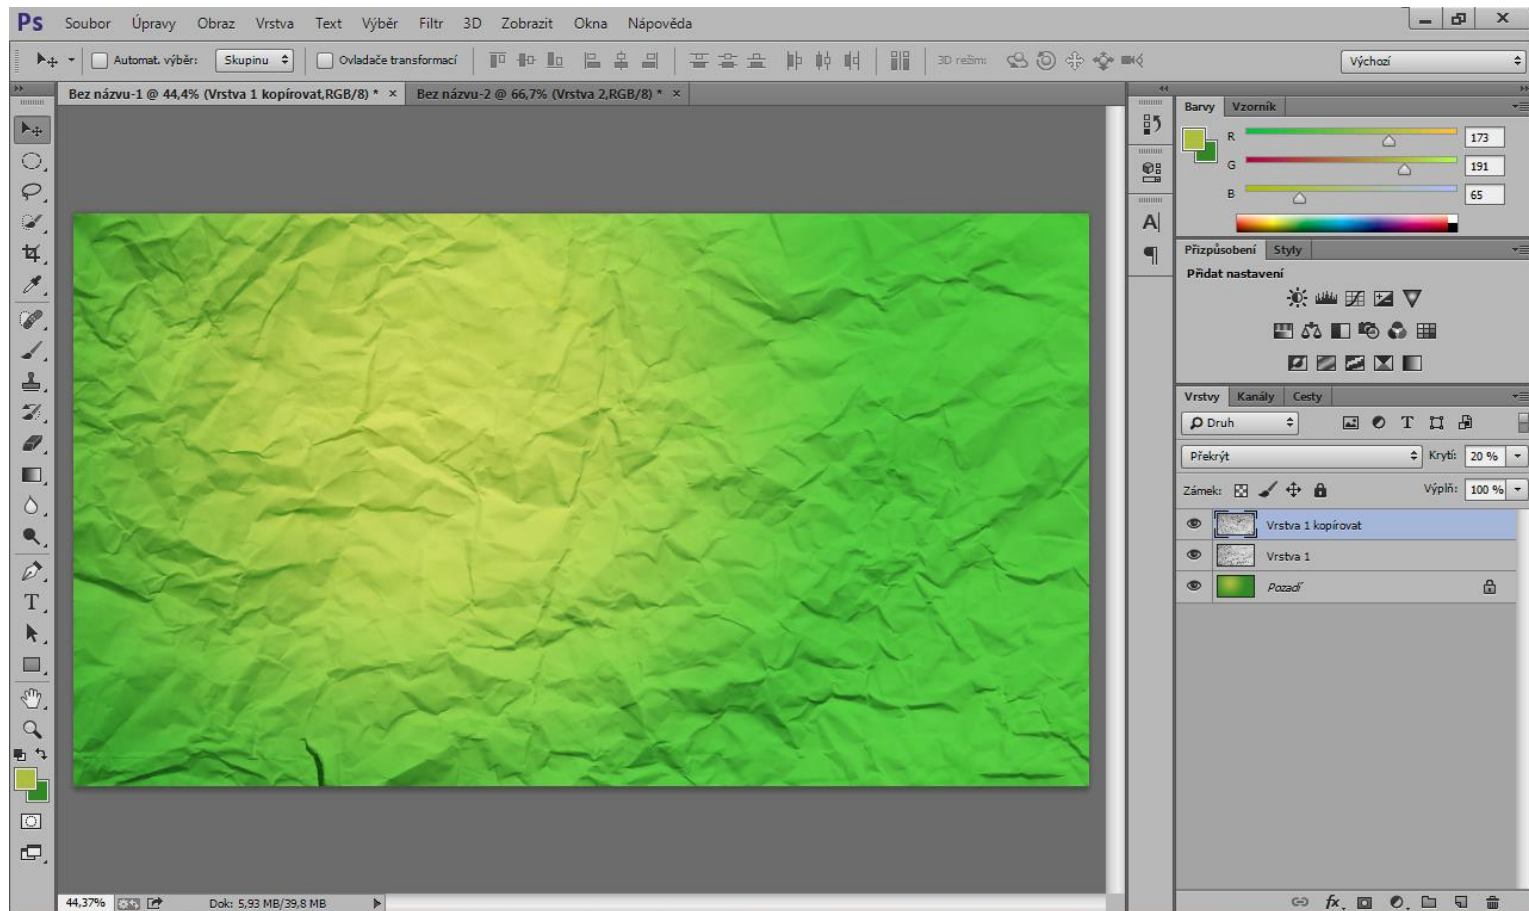 Ps Soubor Úpravy Obraz Vrstva Text Výběr Filtr 3D Zobrazit Okna Nápověda
Automat. výběr: Skupinu Ovladače transformací 3D režim: Výchozí
Bez názvu-1 @ 44,4% (Vrstva 1 kopírovat,RGB/8) * × Bez názvu-2 @ 66,7% (Vrstva 2,RGB/8) * ×
Barvy Vzorník
R 173
G 191
B 65
Přizpůsobení Styly
Přidat nastavení
Vrstvy Kanály Cesty
Druh
Překrýt Krytí: 20 %
Zámek: Výplň: 100 %
Vrstva 1 kopírovat
Vrstva 1
Pozadí
44,37% Dok: 5,93 MB/39,8 MB